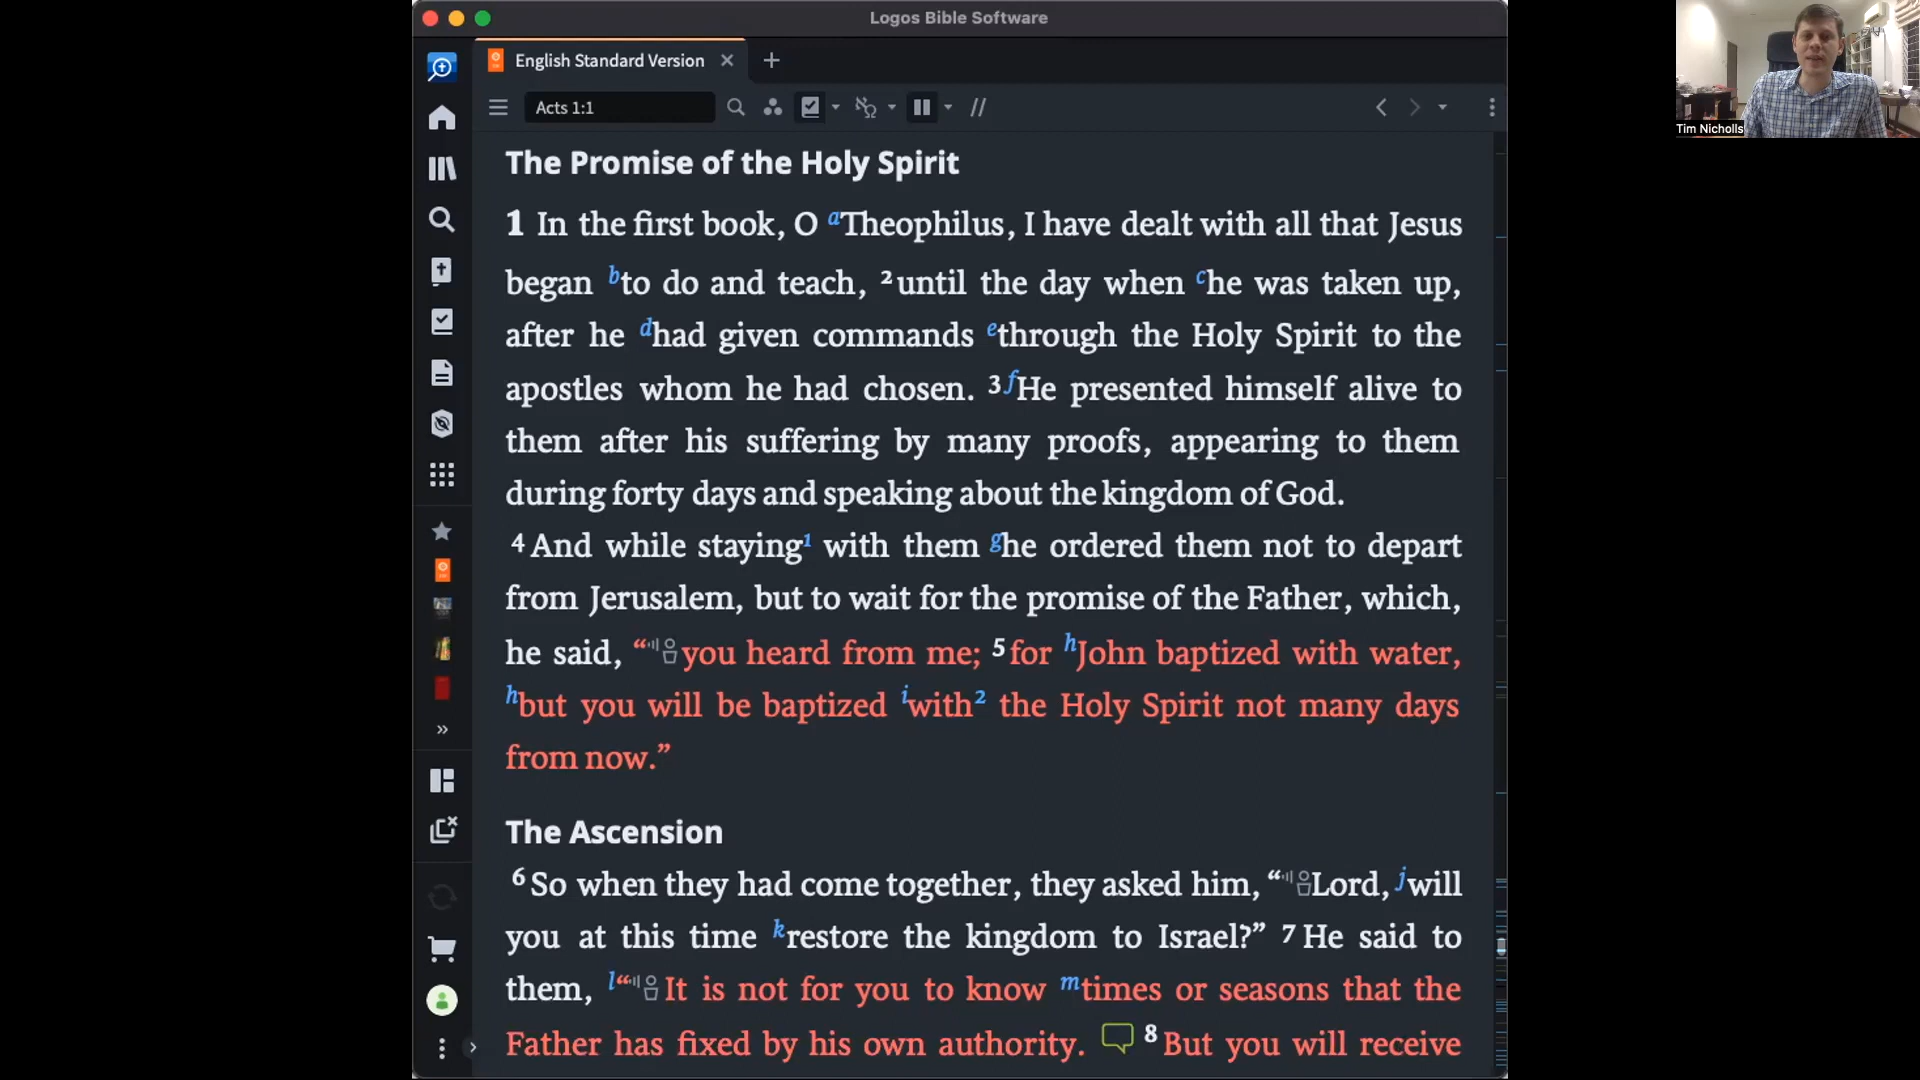 Logos Bible Software
English Standard Version
Acts 1:1
Tim Nicholls
The Promise of the Holy Spirit
1 In the first book, O aTheophilus, I have dealt with all that Jesus
began bto do and teach, 2 until the day when che was taken up,
after he dhad given commands ethrough the Holy Spirit to the
apostles whom he had chosen. 3 fHe presented himself alive to
them after his suffering by many proofs, appearing to them
during forty days and speaking about the kingdom of God.
4 And while staying1 with them ghe ordered them not to depart
from Jerusalem, but to wait for the promise of the Father, which,
he said, “you heard from me; 5 for hJohn baptized with water,
hbut you will be baptized iwith2 the Holy Spirit not many days
from now.”
The Ascension
6 So when they had come together, they asked him, “Lord, jwill
you at this time krestore the kingdom to Israel?” 7 He said to
them, l“It is not for you to know mtimes or seasons that the
Father has fixed by his own authority. 8 But you will receive